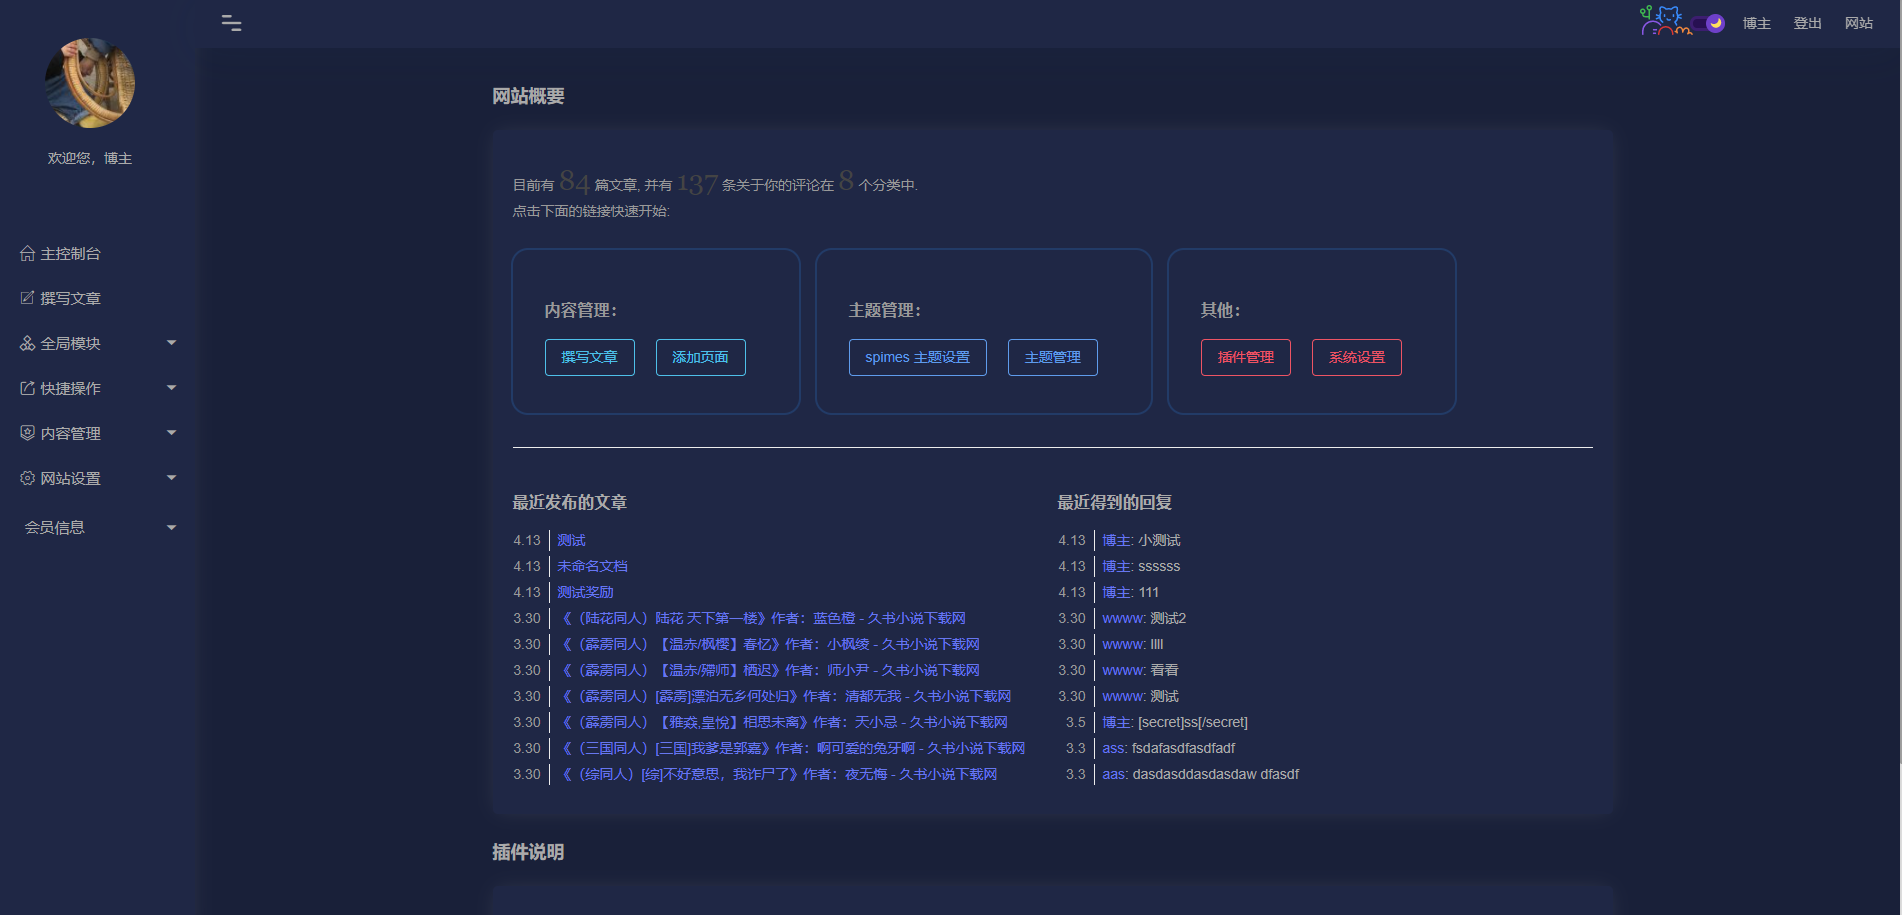 博主
登出
网站
欢迎您，博主
主控制台
撰写文章
全局模块
快捷操作
内容管理
网站设置
会员信息
网站概要
目前有 84 篇文章, 并有 137 条关于你的评论在 8 个分类中.
点击下面的链接快速开始:
内容管理：
撰写文章
添加页面
主题管理：
spimes 主题设置
主题管理
其他：
插件管理
系统设置
最近发布的文章
4.13 测试
4.13 未命名文档
4.13 测试奖励
3.30 《（陆花同人）陆花 天下第一楼》作者：蓝色橙 - 久书小说下载网
3.30 《（霹雳同人）【温赤/枫樱】春忆》作者：小枫绫 - 久书小说下载网
3.30 《（霹雳同人）【温赤/殢师】栖迟》作者：师小尹 - 久书小说下载网
3.30 《（霹雳同人）[霹雳]漂泊无乡何处归》作者：清都无我 - 久书小说下载网
3.30 《（霹雳同人）【雅猋,皇悅】相思未离》作者：天小忌 - 久书小说下载网
3.30 《（三国同人）[三国]我爹是郭嘉》作者：啊可爱的兔牙啊 - 久书小说下载网
3.30 《（综同人）[综]不好意思，我诈尸了》作者：夜无悔 - 久书小说下载网
最近得到的回复
4.13 博主: 小测试
4.13 博主: ssssss
4.13 博主: 111
3.30 wwww: 测试2
3.30 wwww: llll
3.30 wwww: 看看
3.30 wwww: 测试
3.5 博主: [secret]ss[/secret]
3.3 ass: fsdafasdfasdfadf
3.3 aas: dasdasddasdasdaw dfasdf
插件说明